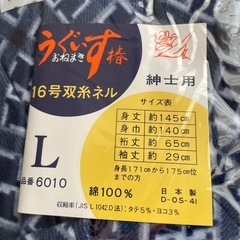 うぐいす椿
おねまき
16号双糸ネル
紳士用
L
品番 6010
サイズ表
身丈 約145cm
身巾 約140cm
裄丈 約65cm
袖丈 約29cm
身長171cmから175cm位
までの方
綿100%
日本製
D-OS-41
収縮率(JIS L 1042 D法); タテ5%・ヨコ3%